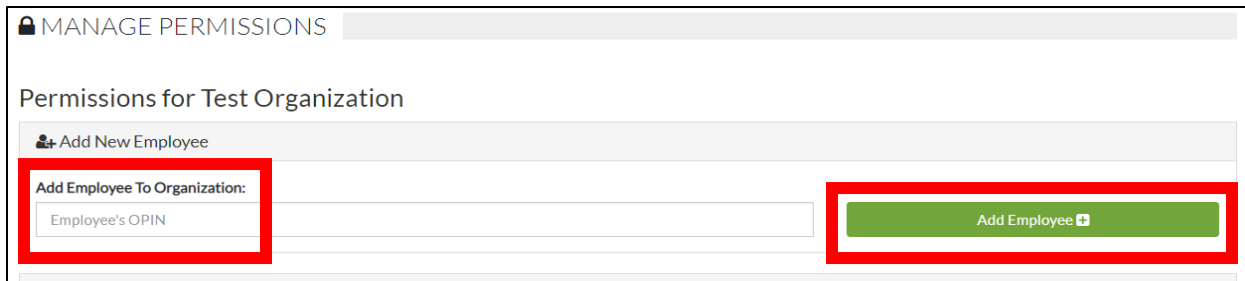 MANAGE PERMISSIONS
Permissions for Test Organization
Add New Employee
Add Employee To Organization:
Employee's OPIN
Add Employee